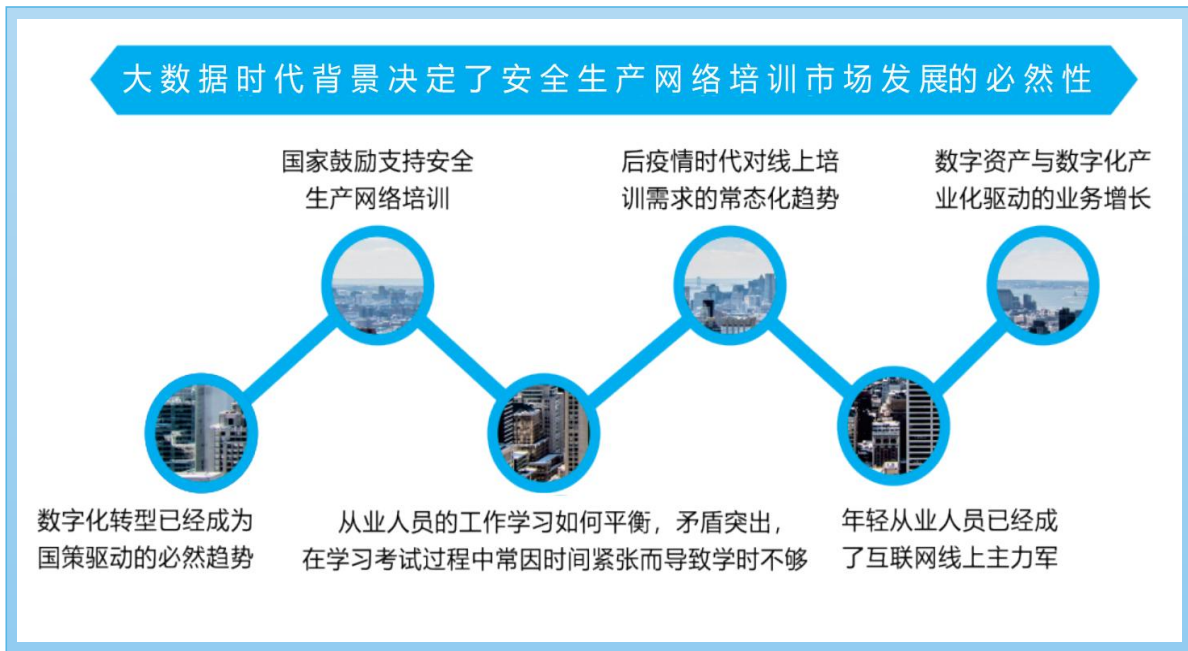 大数据时代背景决定了安全生产网络培训市场发展的必然性
国家鼓励支持安全
生产网络培训
后疫情时代对线上培
训需求的常态化趋势
数字资产与数字化产
业化驱动的业务增长
数字化转型已经成为
国策驱动的必然趋势
从业人员的工作学习如何平衡，矛盾突出，
在学习考试过程中常因时间紧张而导致学时不够
年轻从业人员已经成
了互联网线上主力军